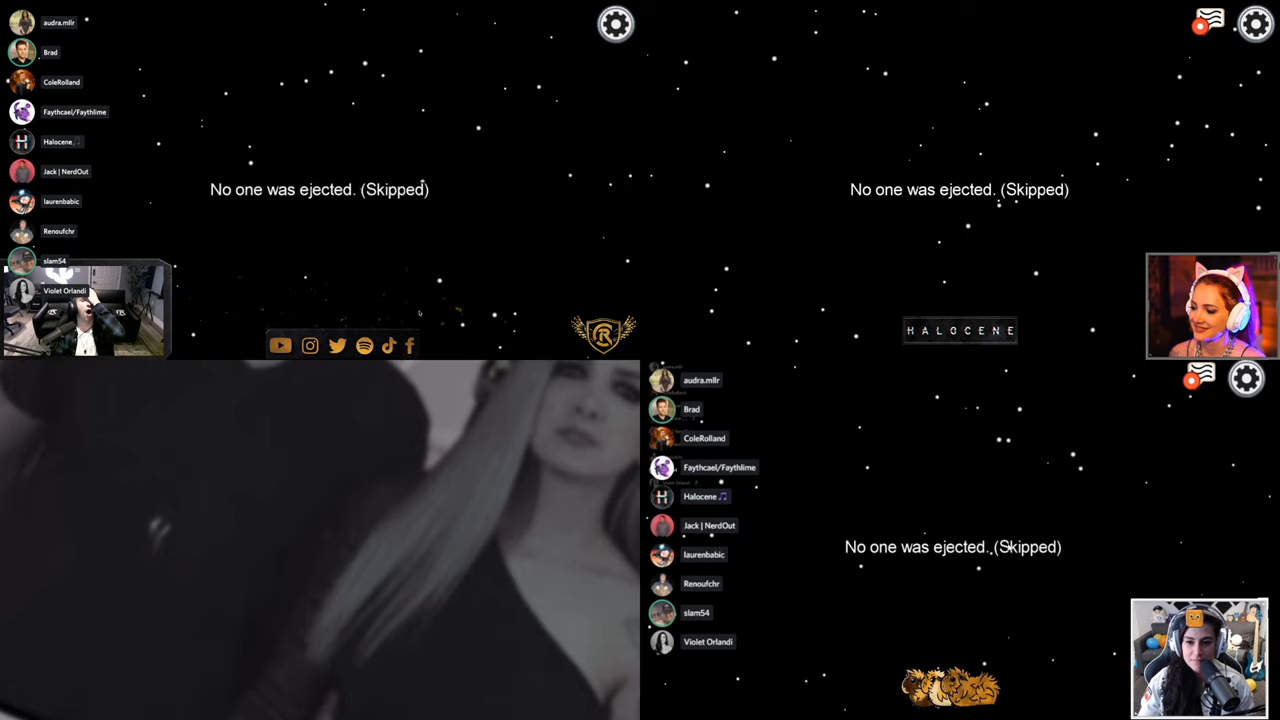 audra.mllr
Brad
ColeRolland
Faythcael/Faythlime
Halocene
Jack | NerdOut
laurenbabic
Renoufchr
slam54
Violet Orlandi
No one was ejected. (Skipped)
No one was ejected. (Skipped)
HALOCENE
audra.mllr
Brad
ColeRolland
Faythcael/Faythlime
Halocene
Jack | NerdOut
laurenbabic
Renoufchr
slam54
Violet Orlandi
No one was ejected. (Skipped)